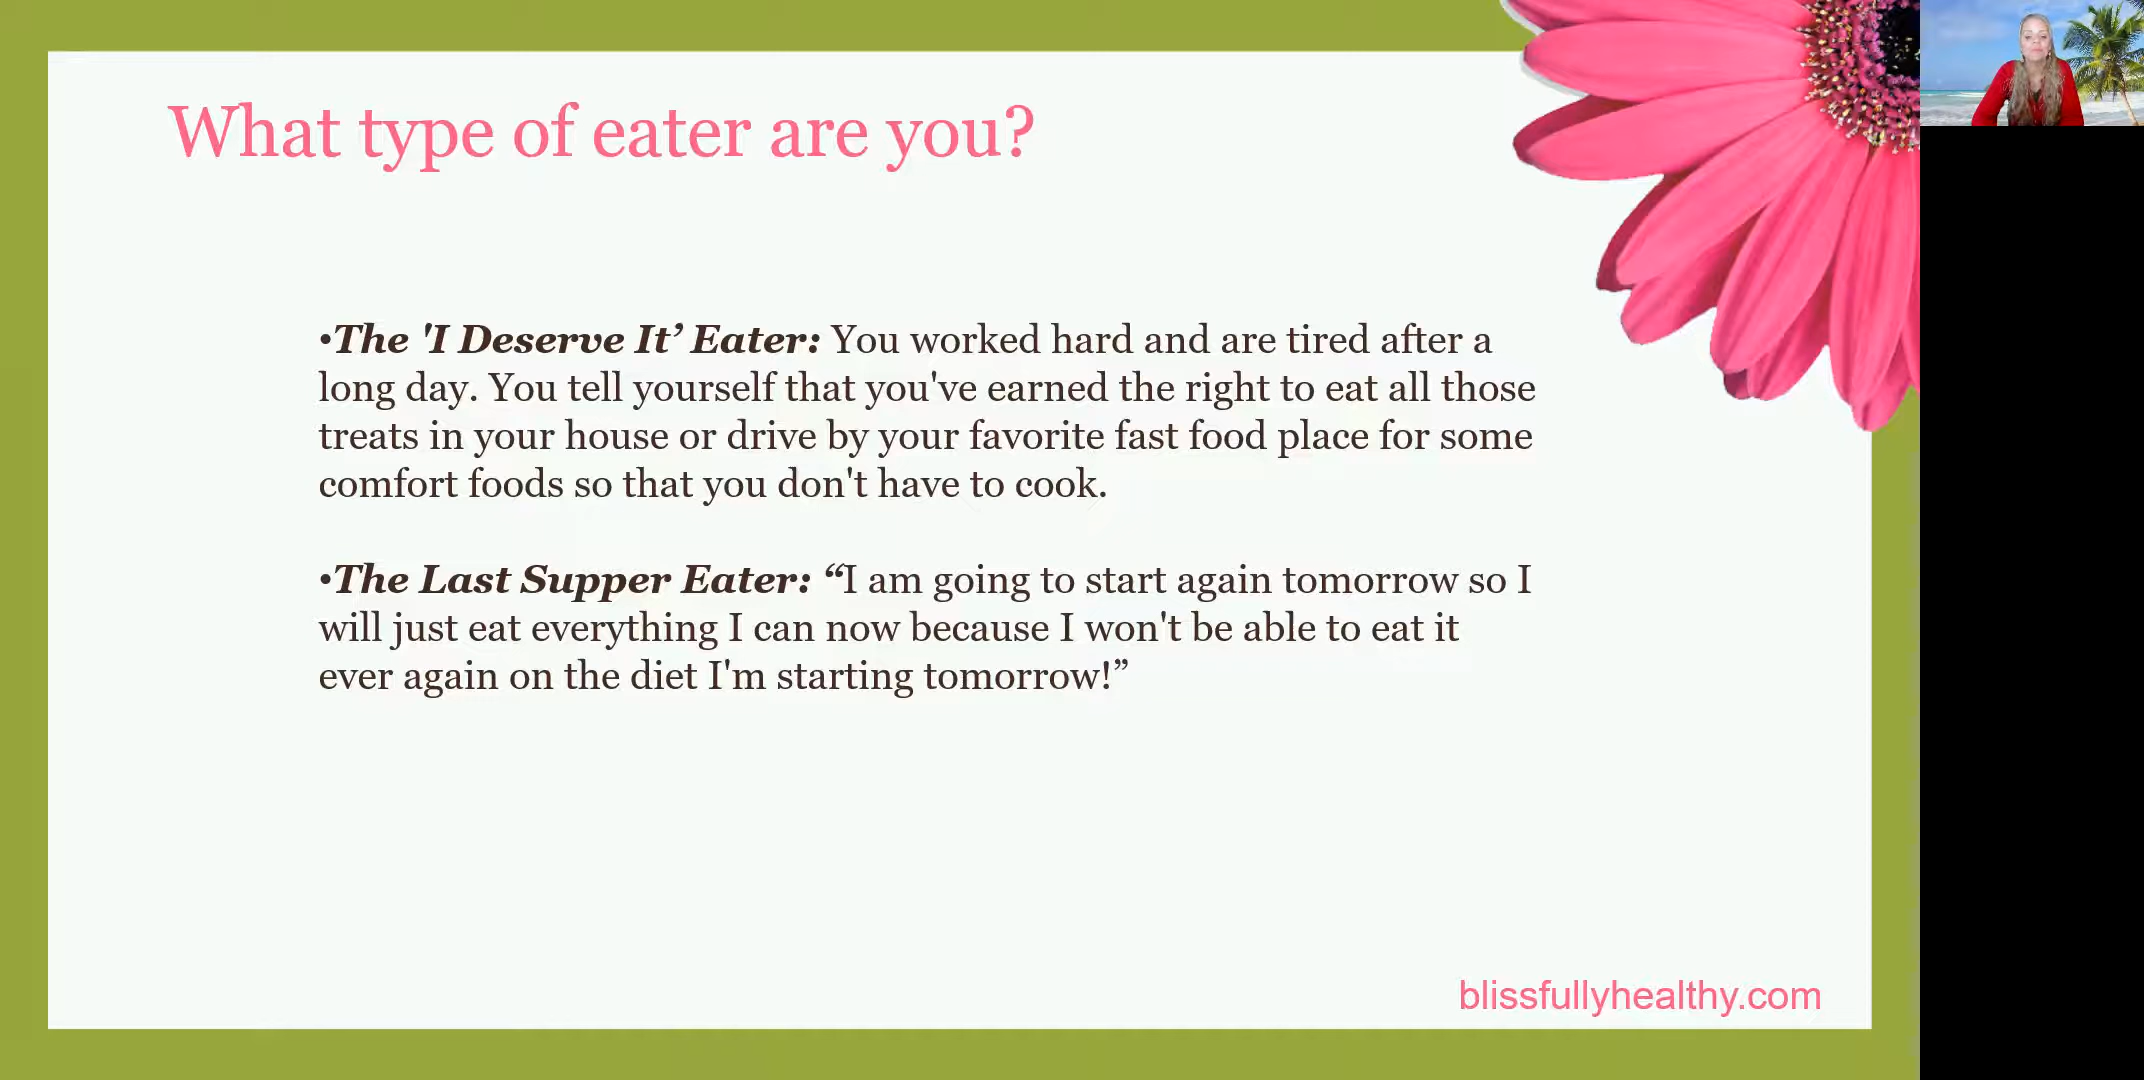 What type of eater are you?
•The 'I Deserve It’ Eater: You worked hard and are tired after a
long day. You tell yourself that you've earned the right to eat all those
treats in your house or drive by your favorite fast food place for some
comfort foods so that you don't have to cook.
•The Last Supper Eater: “I am going to start again tomorrow so I
will just eat everything I can now because I won't be able to eat it
ever again on the diet I'm starting tomorrow!”
blissfullyhealthy.com